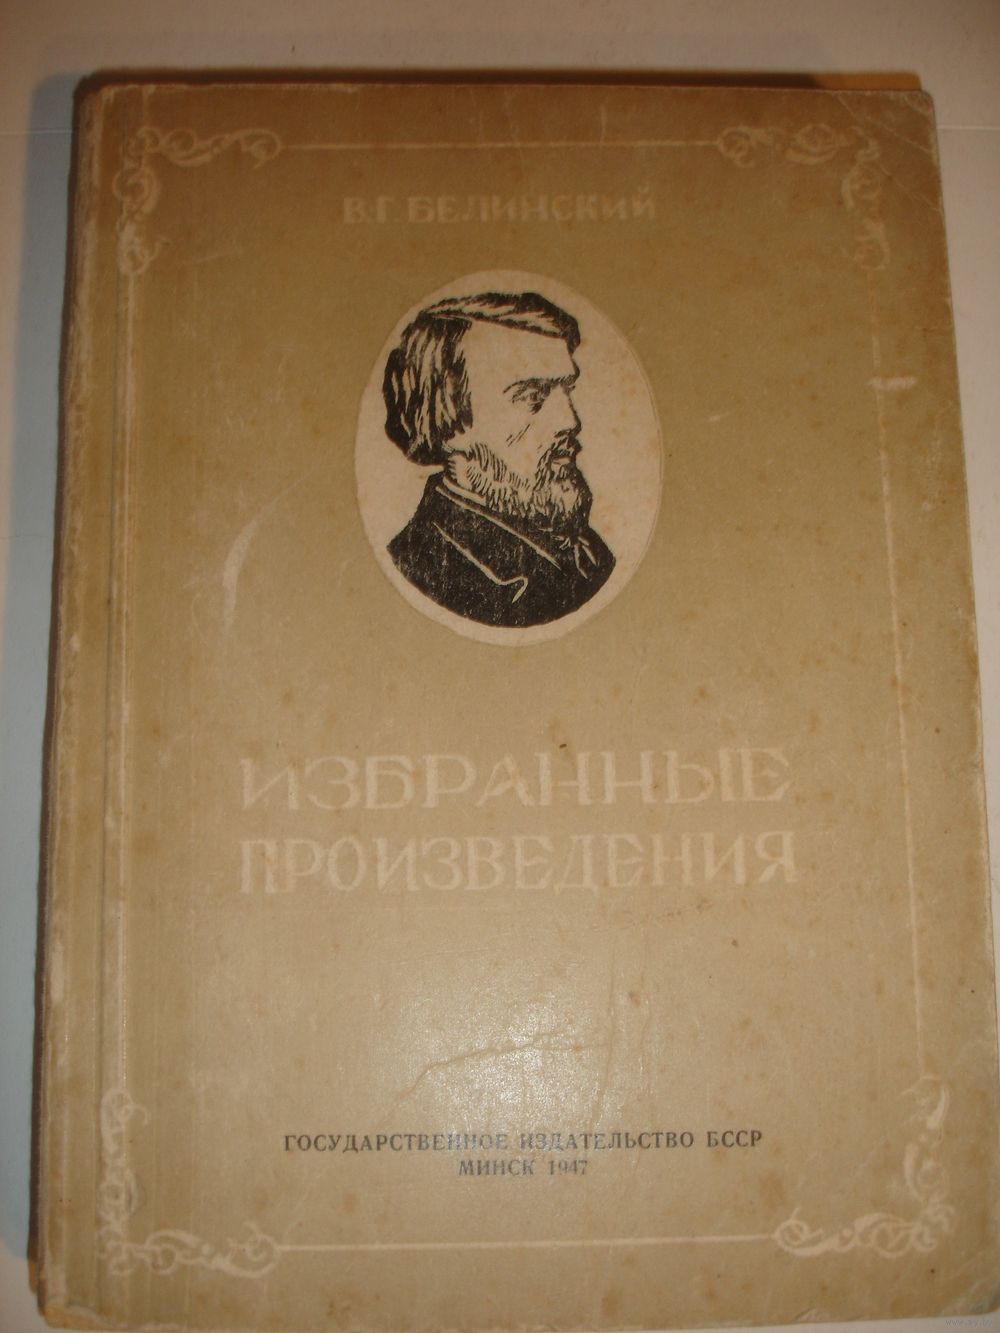 В.Г. БЕЛИНСКИЙ
ИЗБРАННЫЕ
ПРОИЗВЕДЕНИЯ
ГОСУДАРСТВЕННОЕ ИЗДАТЕЛЬСТВО БССР
МИНСК 1947